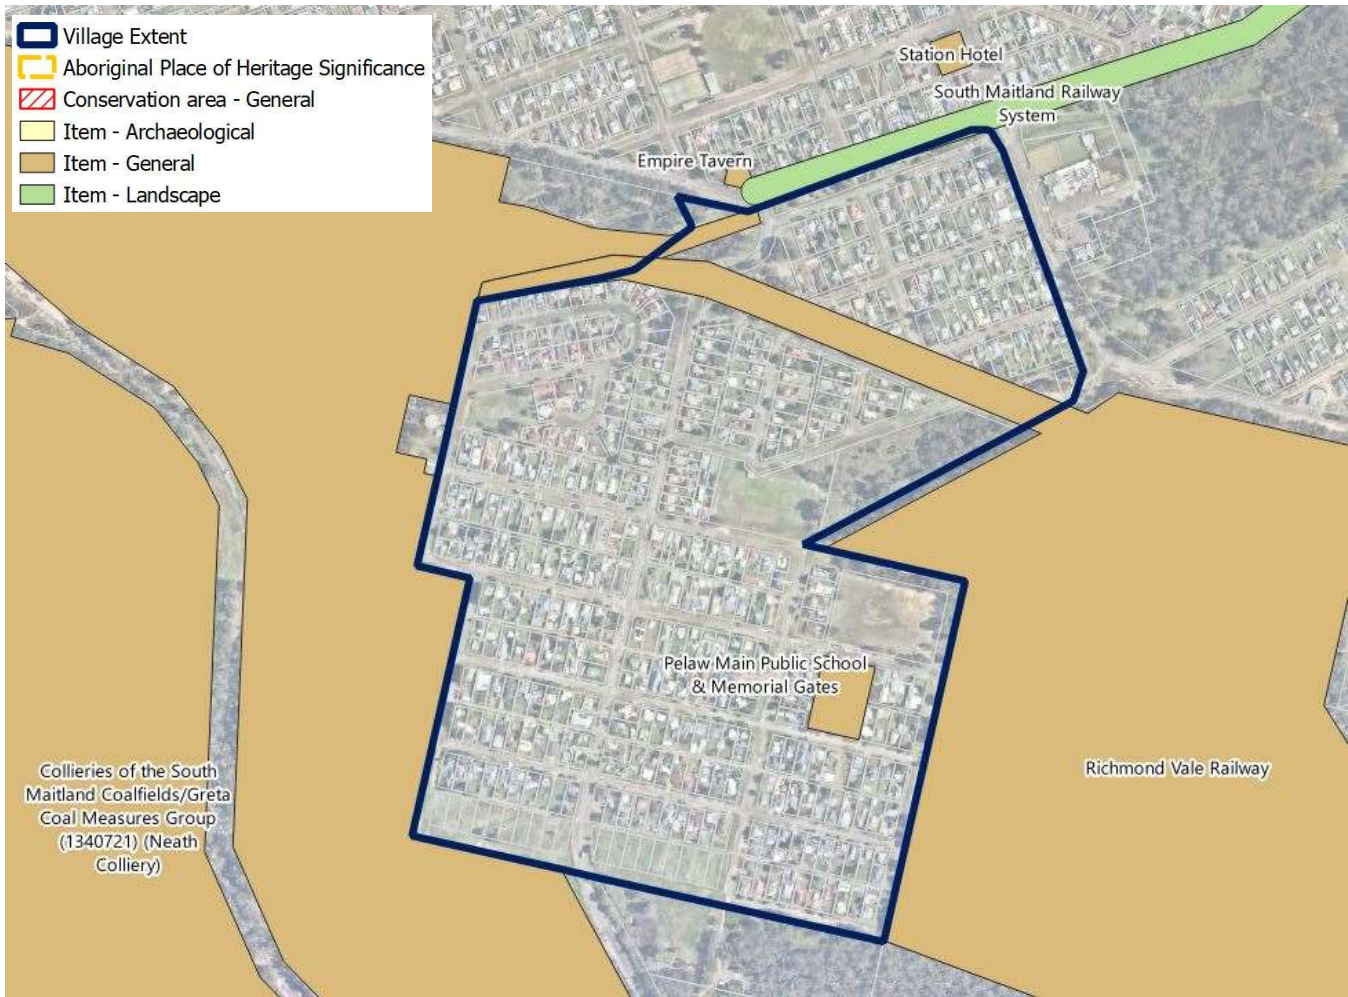 Village Extent
Aboriginal Place of Heritage Significance
Conservation area - General
Item - Archaeological
Item - General
Item - Landscape
Station Hotel
South Maitland Railway
System
Empire Tavern
Pelaw Main Public School
& Memorial Gates
Richmond Vale Railway
Collieries of the South
Maitland Coalfields/Greta
Coal Measures Group
(1340721) (Neath
Colliery)